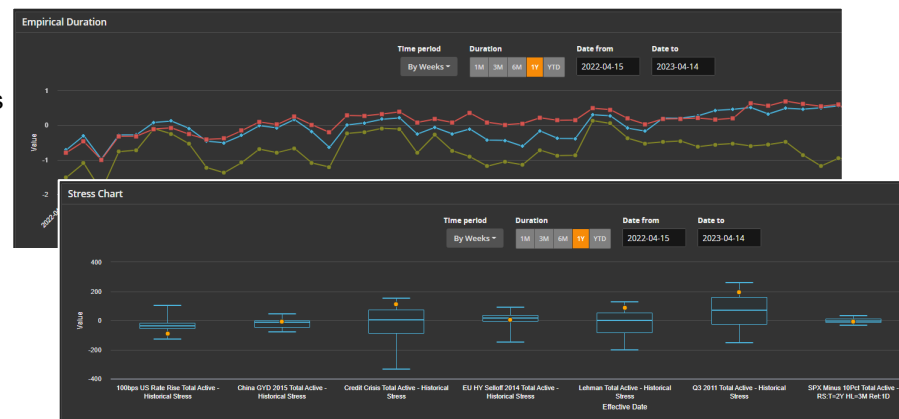 s
Empirical Duration
Time period Duration Date from Date to
By Weeks 1M 3M 6M 1Y YTD 2022-04-15 2023-04-14
1
0
-1
-2
Value
Stress Chart
Time period Duration Date from Date to
By Weeks 1M 3M 6M 1Y YTD 2022-04-15 2023-04-14
400
200
0
-200
-400
Value
100bps US Rate Rise Total Active - China GYD 2015 Total Active - Credit Crisis Total Active - Historical EU HY Selloff 2014 Total Active - Lehman Total Active - Historical Q3 2011 Total Active - Historical SPX Minus 10Pct Total Active -
Historical Stress Historical Stress Stress Historical Stress Stress Stress RS:T=2Y HL=3M Ret:1D
Effective Date